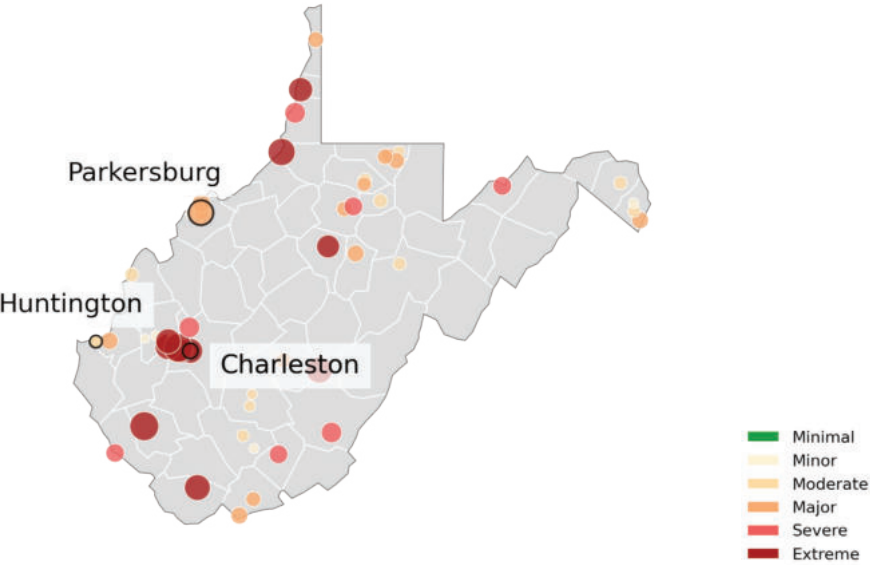 Parkersburg
Huntington
Charleston
Minimal
Minor
Moderate
Major
Severe
Extreme